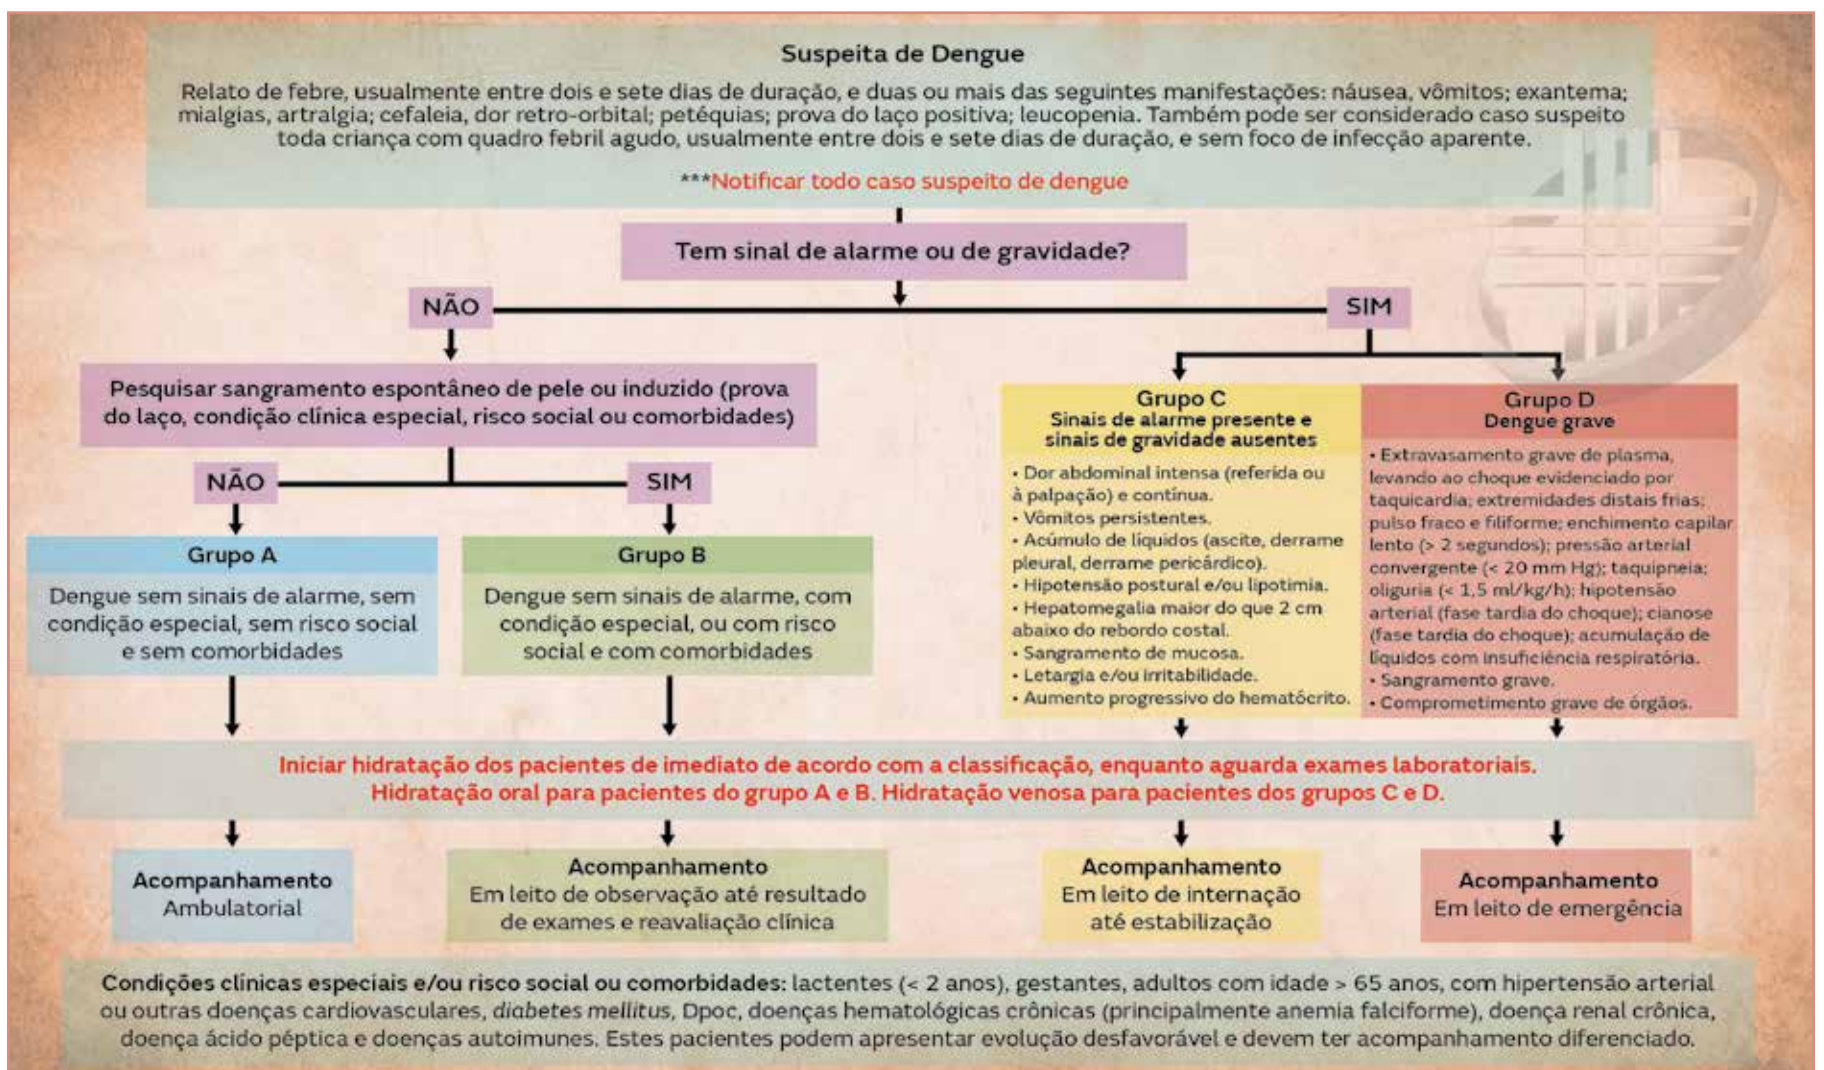 Suspeita de Dengue
Relato de febre, usualmente entre dois e sete dias de duração, e duas ou mais das seguintes manifestações: náusea, vômitos; exantema;
mialgias, artralgia; cefaleia, dor retro-orbital; petéquias; prova do laço positiva; leucopenia. Também pode ser considerado caso suspeito
toda criança com quadro febril agudo, usualmente entre dois e sete dias de duração, e sem foco de infecção aparente.
***Notificar todo caso suspeito de dengue
Tem sinal de alarme ou de gravidade?
NÃO
SIM
Pesquisar sangramento espontâneo de pele ou induzido (prova
do laço, condição clínica especial, risco social ou comorbidades)
NÃO
SIM
Grupo A
Dengue sem sinais de alarme, sem
condição especial, sem risco social
e sem comorbidades
Grupo B
Dengue sem sinais de alarme, com
condição especial, ou com risco
social e com comorbidades
Grupo C
Sinais de alarme presente e
sinais de gravidade ausentes
• Dor abdominal intensa (referida ou
à palpação) e contínua.
• Vômitos persistentes.
• Acúmulo de líquidos (ascite, derrame
pleural, derrame pericárdico).
• Hipotensão postural e/ou lipotimia.
• Hepatomegalia maior do que 2 cm
abaixo do rebordo costal.
• Sangramento de mucosa.
• Letargia e/ou irritabilidade.
• Aumento progressivo do hematócrito.
Grupo D
Dengue grave
• Extravasamento grave de plasma,
levando ao choque evidenciado por
taquicardia; extremidades distais frias;
pulso fraco e filiforme; enchimento capilar
lento (> 2 segundos); pressão arterial
convergente (< 20 mm Hg); taquipneia;
oliguria (< 1,5 ml/kg/h); hipotensão
arterial (fase tardia do choque); cianose
(fase tardia do choque); acumulação de
líquidos com insuficiência respiratória.
• Sangramento grave.
• Comprometimento grave de órgãos.
Iniciar hidratação dos pacientes de imediato de acordo com a classificação, enquanto aguarda exames laboratoriais.
Hidratação oral para pacientes do grupo A e B. Hidratação venosa para pacientes dos grupos C e D.
Acompanhamento
Ambulatorial
Acompanhamento
Em leito de observação até resultado
de exames e reavaliação clínica
Acompanhamento
Em leito de internação
até estabilização
Acompanhamento
Em leito de emergência
Condições clínicas especiais e/ou risco social ou comorbidades: lactentes (< 2 anos), gestantes, adultos com idade > 65 anos, com hipertensão arterial
ou outras doenças cardiovasculares, diabetes mellitus, Dpoc, doenças hematológicas crônicas (principalmente anemia falciforme), doença renal crônica,
doença ácido péptica e doenças autoimunes. Estes pacientes podem apresentar evolução desfavorável e devem ter acompanhamento diferenciado.